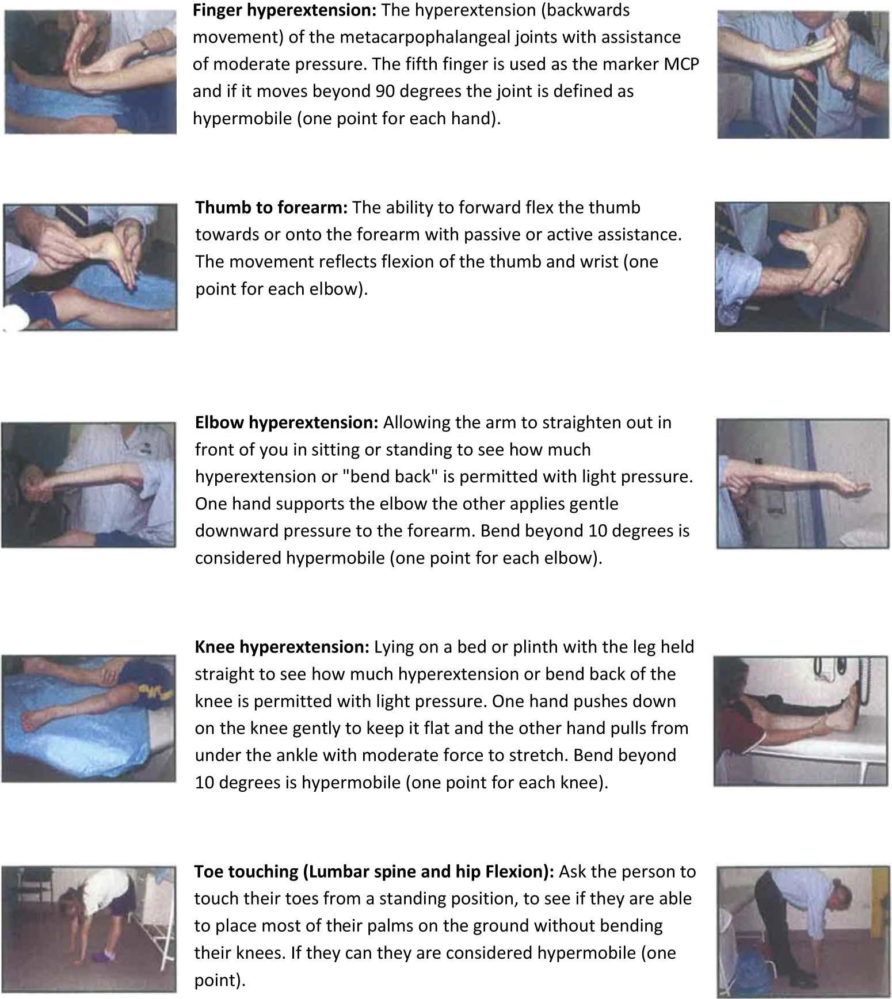 Finger hyperextension: The hyperextension (backwards
movement) of the metacarpophalangeal joints with assistance
of moderate pressure. The fifth finger is used as the marker MCP
and if it moves beyond 90 degrees the joint is defined as
hypermobile (one point for each hand).
Thumb to forearm: The ability to forward flex the thumb
towards or onto the forearm with passive or active assistance.
The movement reflects flexion of the thumb and wrist (one
point for each elbow).
Elbow hyperextension: Allowing the arm to straighten out in
front of you in sitting or standing to see how much
hyperextension or "bend back" is permitted with light pressure.
One hand supports the elbow the other applies gentle
downward pressure to the forearm. Bend beyond 10 degrees is
considered hypermobile (one point for each elbow).
Knee hyperextension: Lying on a bed or plinth with the leg held
straight to see how much hyperextension or bend back of the
knee is permitted with light pressure. One hand pushes down
on the knee gently to keep it flat and the other hand pulls from
under the ankle with moderate force to stretch. Bend beyond
10 degrees is hypermobile (one point for each knee).
Toe touching (Lumbar spine and hip Flexion): Ask the person to
touch their toes from a standing position, to see if they are able
to place most of their palms on the ground without bending
their knees. If they can they are considered hypermobile (one
point).